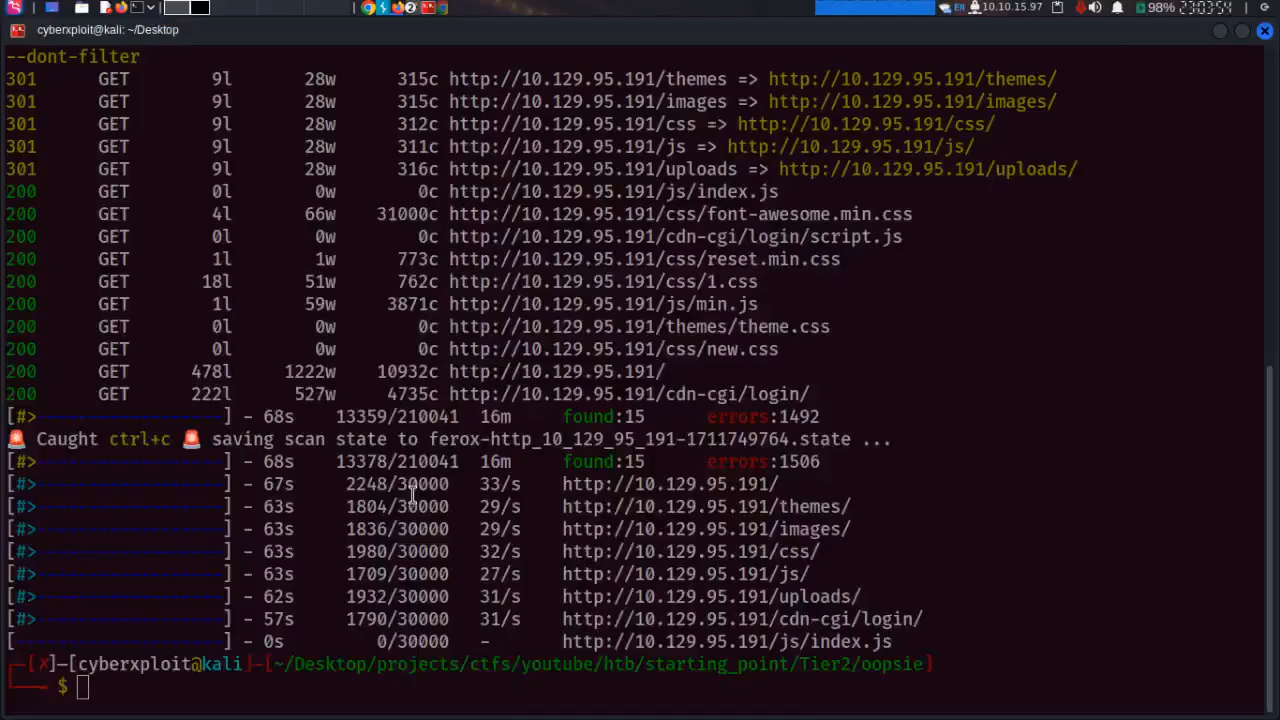 EN 10.10.15.97 98% 23:03:54
cyberxploit@kali: ~/Desktop
--dont-filter
301 GET 9l 28w 315c http://10.129.95.191/themes => http://10.129.95.191/themes/
301 GET 9l 28w 315c http://10.129.95.191/images => http://10.129.95.191/images/
301 GET 9l 28w 312c http://10.129.95.191/css => http://10.129.95.191/css/
301 GET 9l 28w 311c http://10.129.95.191/js => http://10.129.95.191/js/
301 GET 9l 28w 316c http://10.129.95.191/uploads => http://10.129.95.191/uploads/
200 GET 0l 0w 0c http://10.129.95.191/js/index.js
200 GET 4l 66w 31000c http://10.129.95.191/css/font-awesome.min.css
200 GET 0l 0w 0c http://10.129.95.191/cdn-cgi/login/script.js
200 GET 1l 1w 773c http://10.129.95.191/css/reset.min.css
200 GET 18l 51w 762c http://10.129.95.191/css/1.css
200 GET 1l 59w 3871c http://10.129.95.191/js/min.js
200 GET 0l 0w 0c http://10.129.95.191/themes/theme.css
200 GET 0l 0w 0c http://10.129.95.191/css/new.css
200 GET 478l 1222w 10932c http://10.129.95.191/
200 GET 222l 527w 4735c http://10.129.95.191/cdn-cgi/login/
[#>------------------] - 68s 13359/210041 16m found:15 errors:1492
🚨 Caught ctrl+c 🚨 saving scan state to ferox-http_10_129_95_191-1711749764.state ...
[#>------------------] - 68s 13378/210041 16m found:15 errors:1506
[#>------------------] - 67s 2248/30000 33/s http://10.129.95.191/
[#>------------------] - 63s 1804/30000 29/s http://10.129.95.191/themes/
[#>------------------] - 63s 1836/30000 29/s http://10.129.95.191/images/
[#>------------------] - 63s 1980/30000 32/s http://10.129.95.191/css/
[#>------------------] - 63s 1709/30000 27/s http://10.129.95.191/js/
[#>------------------] - 62s 1932/30000 31/s http://10.129.95.191/uploads/
[#>------------------] - 57s 1790/30000 31/s http://10.129.95.191/cdn-cgi/login/
[--------------------] - 0s 0/30000 - http://10.129.95.191/js/index.js
┌─[✗]─[cyberxploit@kali]─[~/Desktop/projects/ctfs/youtube/htb/starting_point/Tier2/oopsie]
└──╼ $